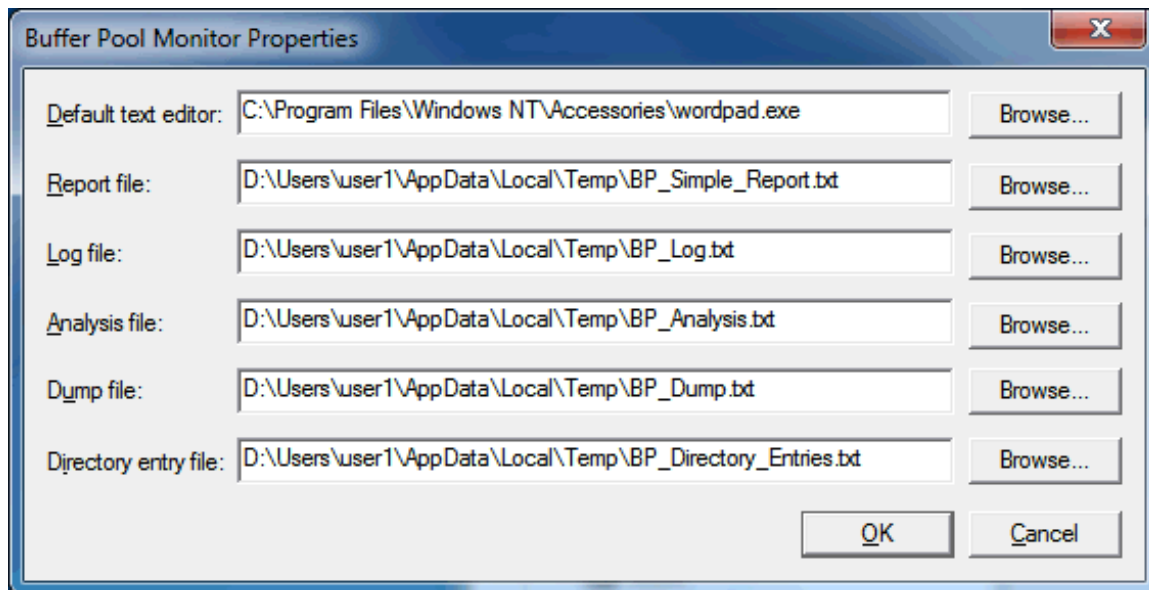 Buffer Pool Monitor Properties
Default text editor: C:\Program Files\Windows NT\Accessories\wordpad.exe Browse...
Report file: D:\Users\user1\AppData\Local\Temp\BP_Simple_Report.txt Browse...
Log file: D:\Users\user1\AppData\Local\Temp\BP_Log.txt Browse...
Analysis file: D:\Users\user1\AppData\Local\Temp\BP_Analysis.txt Browse...
Dump file: D:\Users\user1\AppData\Local\Temp\BP_Dump.txt Browse...
Directory entry file: D:\Users\user1\AppData\Local\Temp\BP_Directory_Entries.txt Browse...
OK Cancel